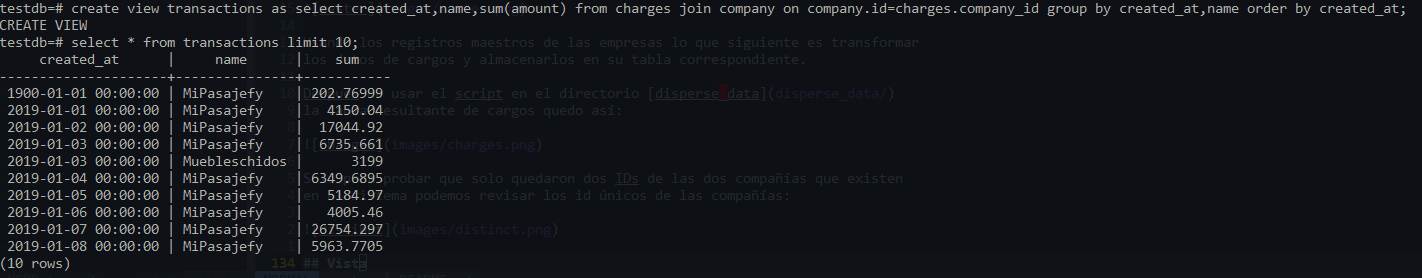 testdb=# create view transactions as select created_at,name,sum(amount) from charges join company on company.id=charges.company_id group by created_at,name order by created_at;
CREATE VIEW
testdb=# select * from transactions limit 10;
     created_at      |     name      |    sum
---------------------+---------------+-----------
 1900-01-01 00:00:00 | MiPasajefy    | 202.76999
 2019-01-01 00:00:00 | MiPasajefy    |   4150.04
 2019-01-02 00:00:00 | MiPasajefy    |  17044.92
 2019-01-03 00:00:00 | MiPasajefy    |  6735.661
 2019-01-03 00:00:00 | Muebleschidos |      3199
 2019-01-04 00:00:00 | MiPasajefy    | 6349.6895
 2019-01-05 00:00:00 | MiPasajefy    |   5184.97
 2019-01-06 00:00:00 | MiPasajefy    |   4005.46
 2019-01-07 00:00:00 | MiPasajefy    | 26754.297
 2019-01-08 00:00:00 | MiPasajefy    | 5963.7705
(10 rows)
los registros maestros de las empresas lo que siguiente es transformar
los de cargos y almacenarlos en su tabla correspondiente.
usar el script en el directorio [disperse_data](disperse_data/)
la resultante de cargos quedo así:
(images/charges.png)
probar que solo quedaron dos IDs de las dos compañías que existen
en podemos revisar los id únicos de las compañías:
(images/distinct.png)
134 ## Vista